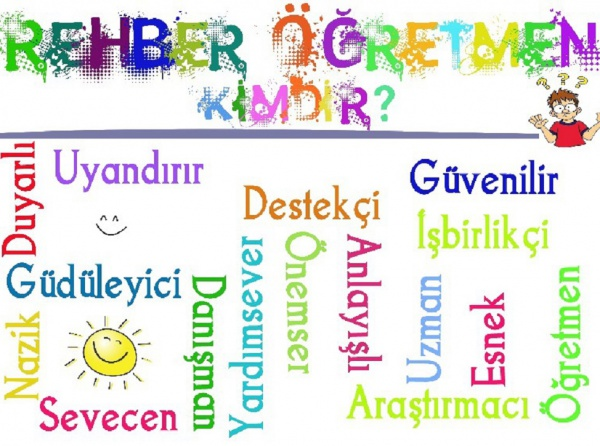 REHBER ÖĞRETMEN
KİMDİR?
Duyarlı
Uyandırır
Destekçi
Güvenilir
İşbirlikçi
Güdüleyici
Nazik
Sevecen
Danışman
Yardımsever
Önemser
Anlayışlı
Uzman
Esnek
Öğretmen
Araştırmacı
? ? ?